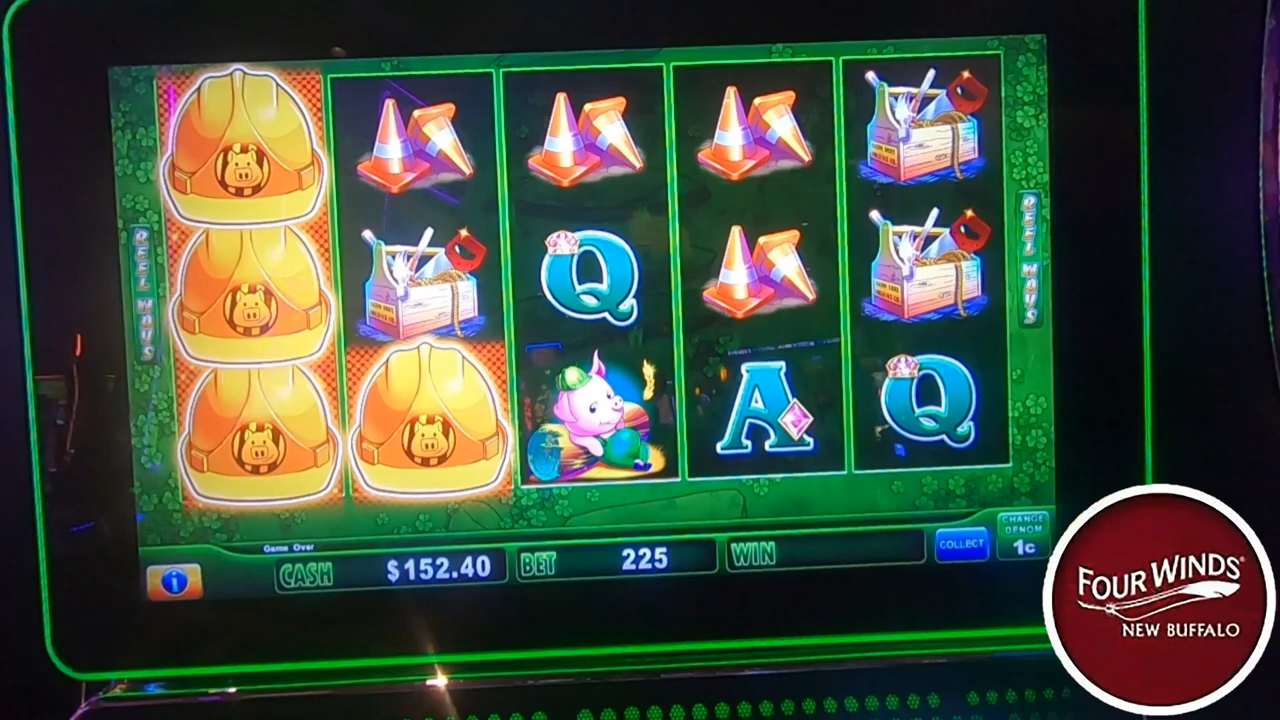 REEL WAYS
REEL WAYS
Q
A
Q
Game Over
CASH $152.40
BET 225
WIN
COLLECT
CHANGE
DENOM
1¢
i
FOUR WINDS®
NEW BUFFALO